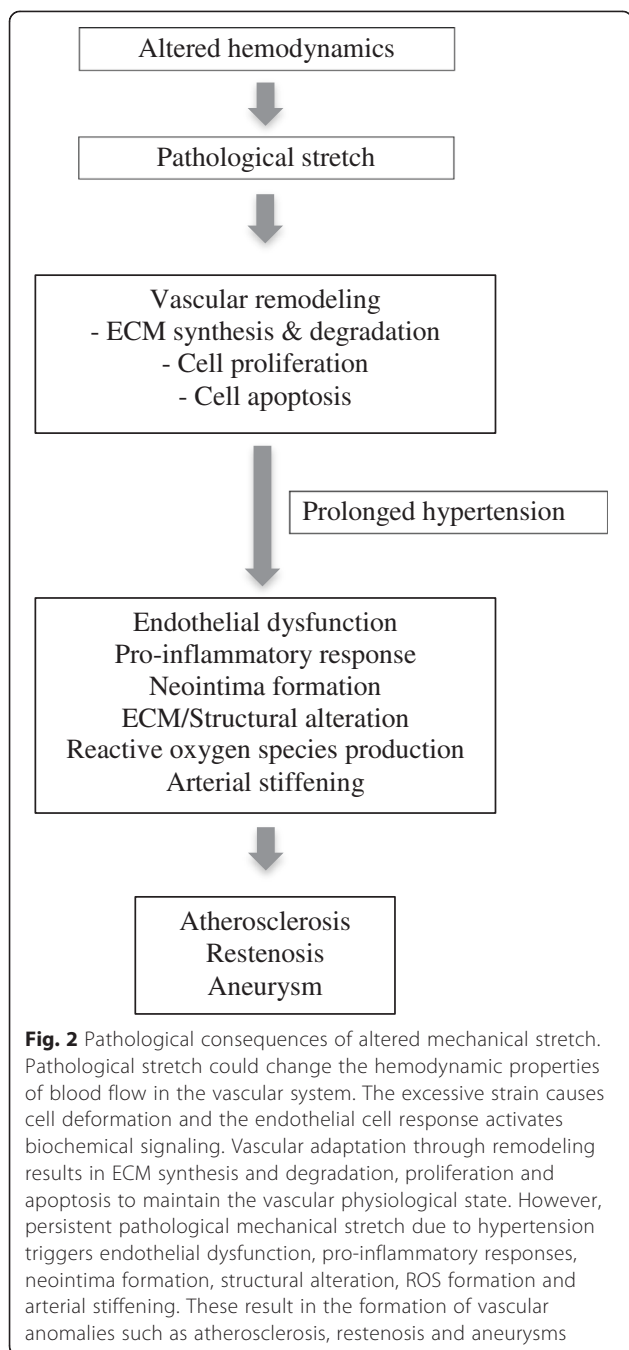 Altered hemodynamics
Pathological stretch
Vascular remodeling
- ECM synthesis & degradation
- Cell proliferation
- Cell apoptosis
Prolonged hypertension
Endothelial dysfunction
Pro-inflammatory response
Neointima formation
ECM/Structural alteration
Reactive oxygen species production
Arterial stiffening
Atherosclerosis
Restenosis
Aneurysm
Fig. 2 Pathological consequences of altered mechanical stretch.
Pathological stretch could change the hemodynamic properties
of blood flow in the vascular system. The excessive strain causes
cell deformation and the endothelial cell response activates
biochemical signaling. Vascular adaptation through remodeling
results in ECM synthesis and degradation, proliferation and
apoptosis to maintain the vascular physiological state. However,
persistent pathological mechanical stretch due to hypertension
triggers endothelial dysfunction, pro-inflammatory responses,
neointima formation, structural alteration, ROS formation and
arterial stiffening. These result in the formation of vascular
anomalies such as atherosclerosis, restenosis and aneurysms